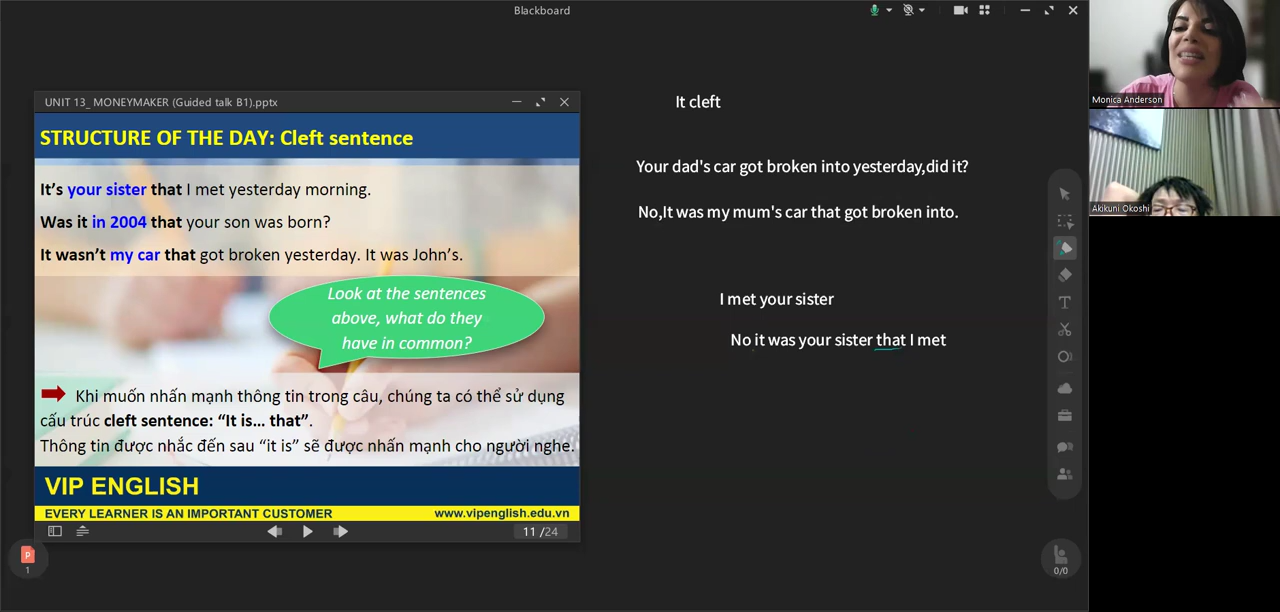 Blackboard
UNIT 13_ MONEYMAKER (Guided talk B1).pptx
STRUCTURE OF THE DAY: Cleft sentence
It's your sister that I met yesterday morning.
Was it in 2004 that your son was born?
It wasn't my car that got broken yesterday. It was John's.
Look at the sentences
above, what do they
have in common?
Khi muốn nhấn mạnh thông tin trong câu, chúng ta có thể sử dụng
cấu trúc cleft sentence: “It is... that”.
Thông tin được nhắc đến sau “it is” sẽ được nhấn mạnh cho người nghe.
VIP ENGLISH
EVERY LEARNER IS AN IMPORTANT CUSTOMER www.vipenglish.edu.vn
11 /24
P
1
It cleft
Your dad's car got broken into yesterday,did it?
No,It was my mum's car that got broken into.
I met your sister
No it was your sister that I met
T
0/0
Monica Anderson
Akikuni Okoshi